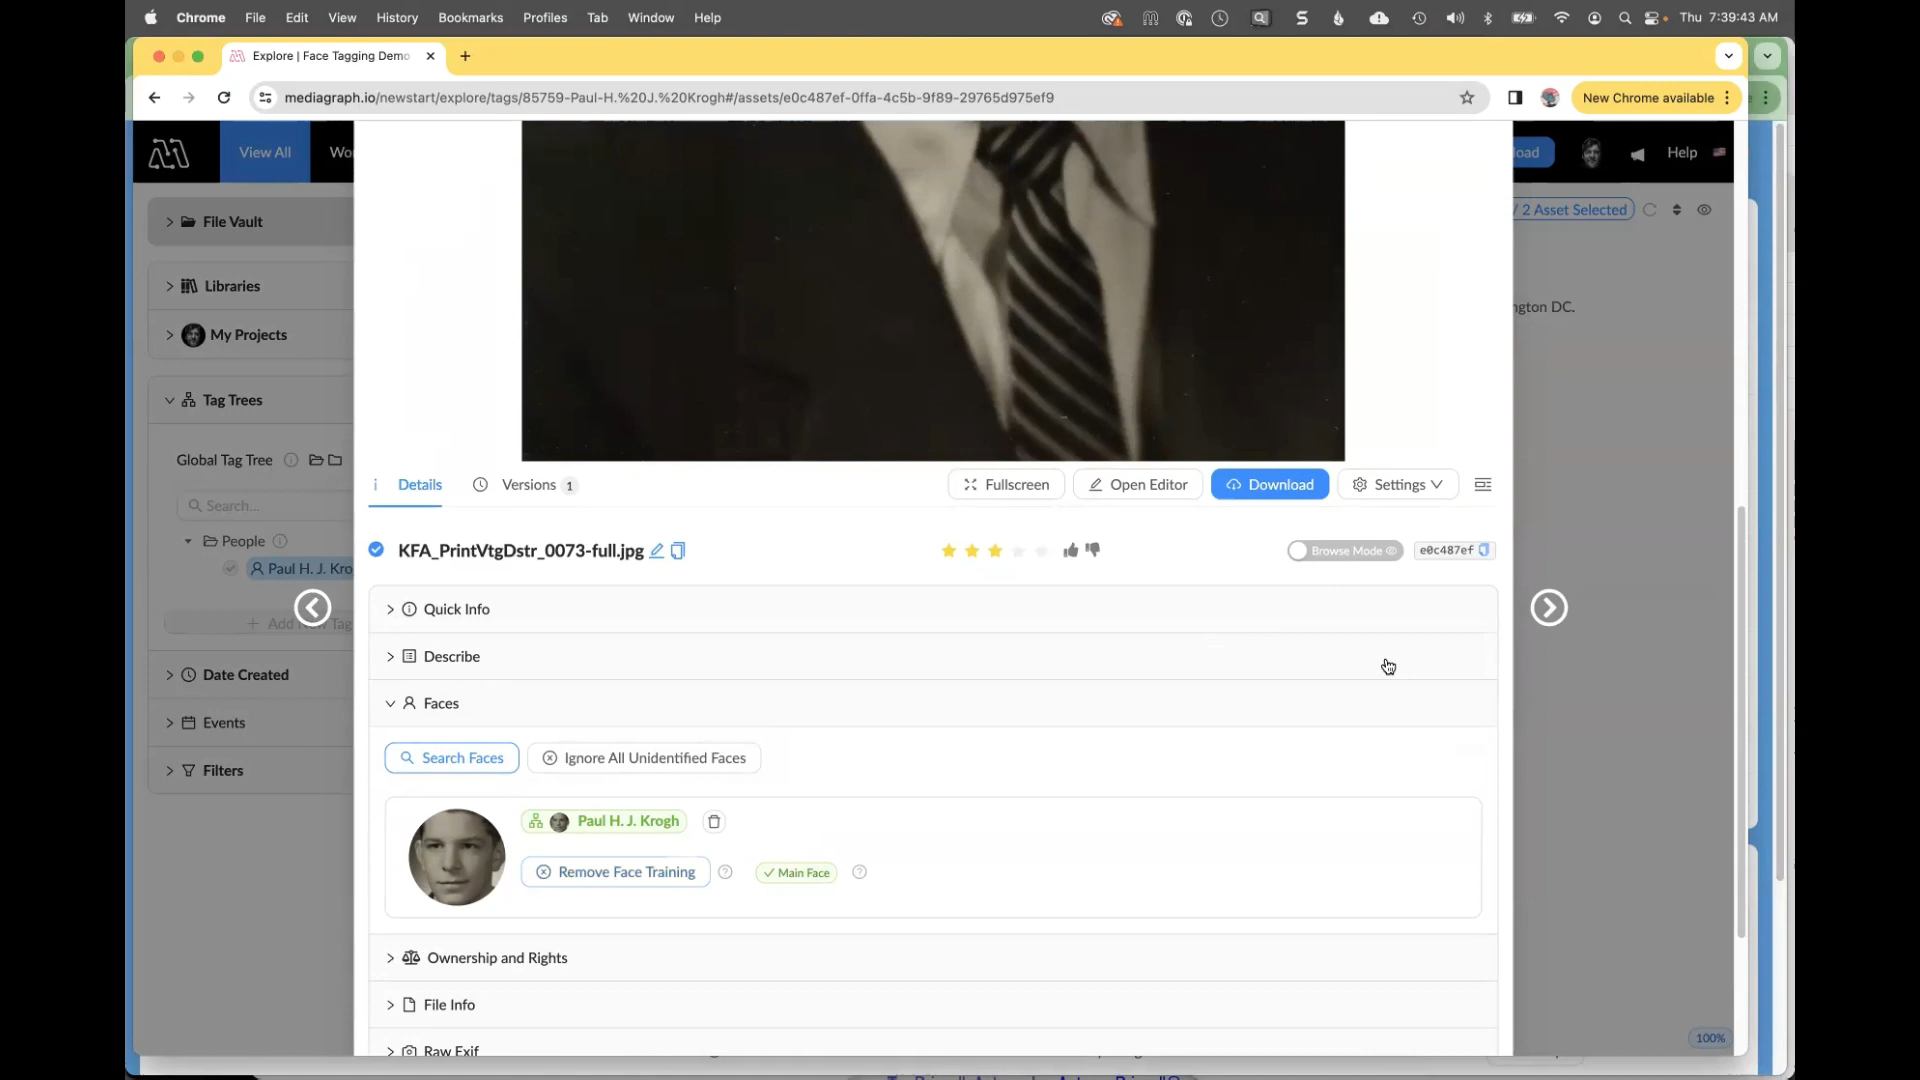 Chrome File Edit View History Bookmarks Profiles Tab Window Help Thu 7:39:43 AM
Explore | Face Tagging Demo
mediagraph.io/newstart/explore/tags/85759-Paul-H.%20J.%20Krogh#/assets/e0c487ef-0ffa-4c5b-9f89-29765d975ef9
New Chrome available
View All Wo
oad Help
File Vault
/ 2 Asset Selected
Libraries
ngton DC.
My Projects
Tag Trees
Global Tag Tree
Search...
People
Paul H. J. Kro
+ Add New Tag
Date Created
Events
Filters
Details Versions 1 Fullscreen Open Editor Download Settings
KFA_PrintVtgDstr_0073-full.jpg Browse Mode e0c487ef
Quick Info
Describe
Faces
Search Faces Ignore All Unidentified Faces
Paul H. J. Krogh
Remove Face Training Main Face
Ownership and Rights
File Info
Raw Exif
100%